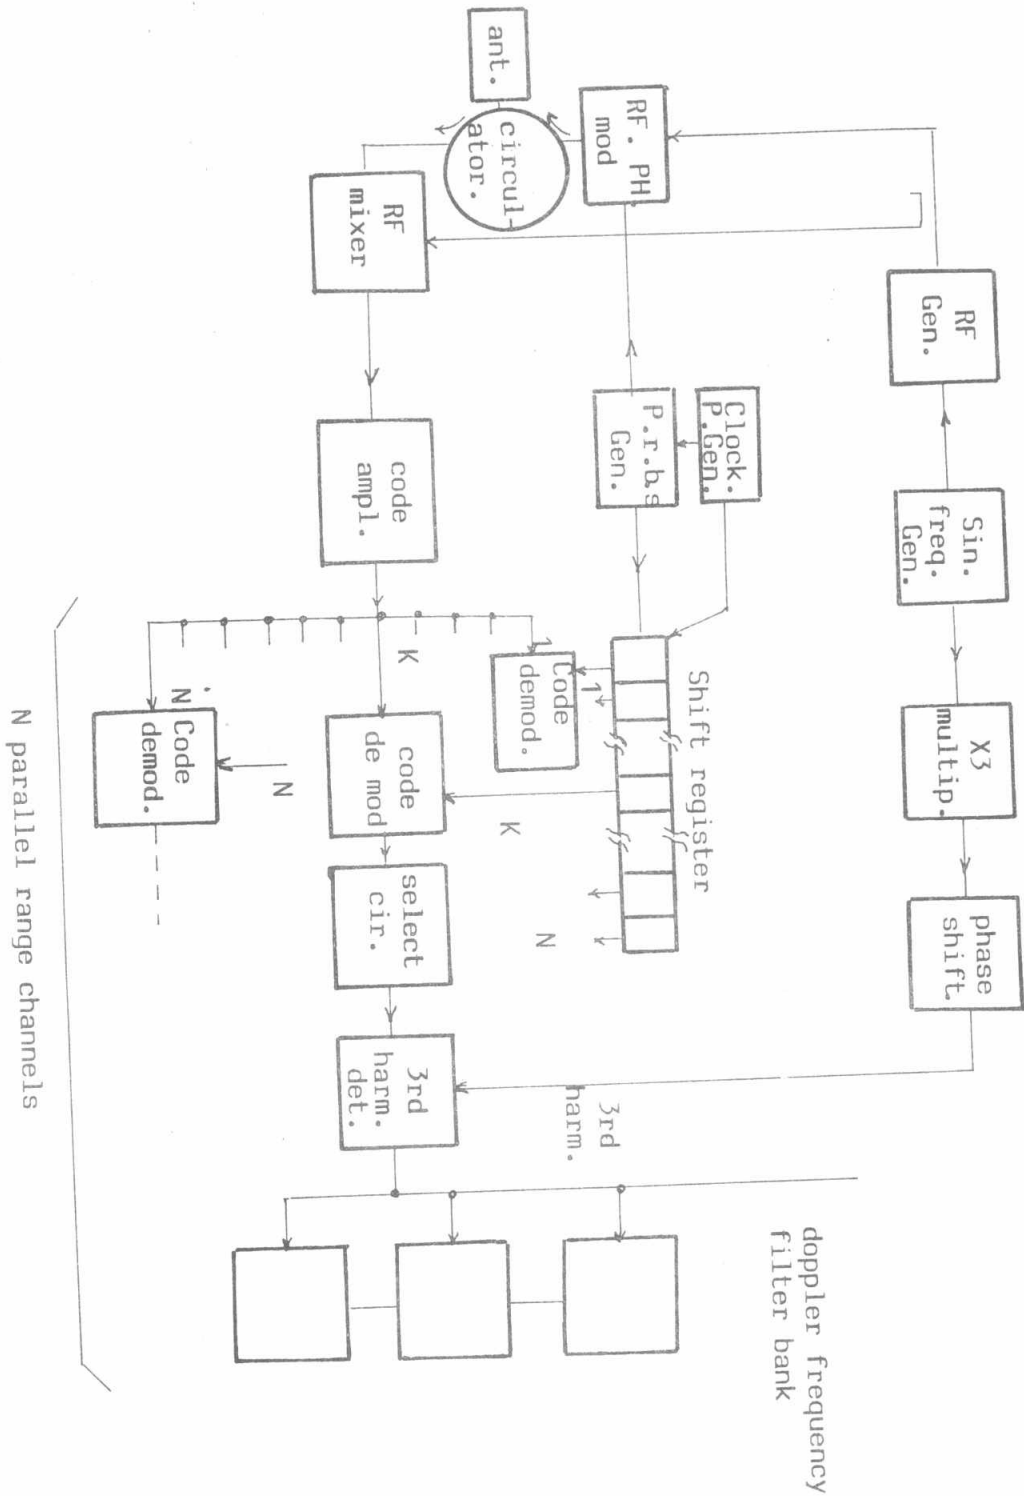 RF
Gen.
Sin.
freq.
Gen.
X3
multip.
phase
shift.
RF. PH.
mod
Clock.
P.Gen.
P.r.b.s
Gen.
Shift register
1
K
N
ant.
circul-
ator.
1
Code
demod.
3rd
harm.
doppler frequency
filter bank
RF
mixer
code
ampl.
K
code
de mod
select
cir.
3rd
harm.
det.
N
N Code
demod.
N parallel range channels